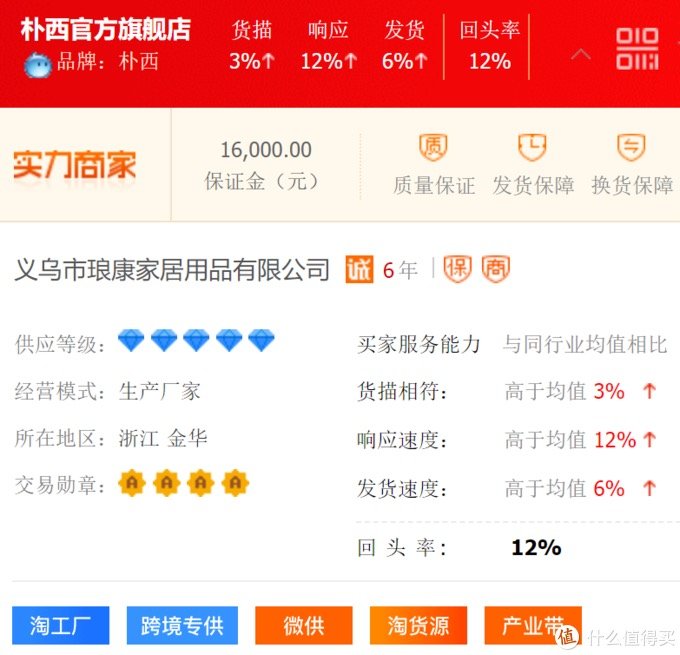 朴西官方旗舰店 货描 响应 发货 回头率
品牌：朴西 3%↑ 12%↑ 6%↑ 12%
实力商家 16,000.00
保证金（元） 质量保证 发货保障 换货保障
义乌市琅康家居用品有限公司 诚 6年 保 商
供应等级： 买家服务能力 与同行业均值相比
经营模式：生产厂家 货描相符： 高于均值 3% ↑
所在地区：浙江 金华 响应速度： 高于均值 12% ↑
交易勋章： 发货速度： 高于均值 6% ↑
回头率： 12%
淘工厂 跨境专供 微供 淘货源 产业带
值 什么值得买